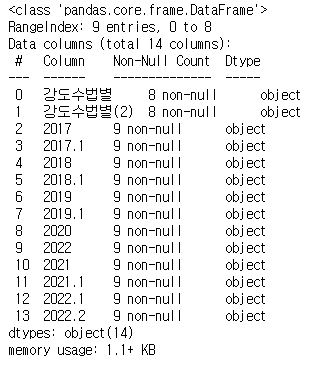 <class 'pandas.core.frame.DataFrame'>
RangeIndex: 9 entries, 0 to 8
Data columns (total 14 columns):
 #   Column     Non-Null Count  Dtype
---  ------     --------------  -----
 0   강도수법별     8 non-null      object
 1   강도수법별(2)  8 non-null      object
 2   2017       9 non-null      object
 3   2017.1     9 non-null      object
 4   2018       9 non-null      object
 5   2018.1     9 non-null      object
 6   2019       9 non-null      object
 7   2019.1     9 non-null      object
 8   2020       9 non-null      object
 9   2022       9 non-null      object
 10  2021       9 non-null      object
 11  2021.1     9 non-null      object
 12  2022.1     9 non-null      object
 13  2022.2     9 non-null      object
dtypes: object(14)
memory usage: 1.1+ KB